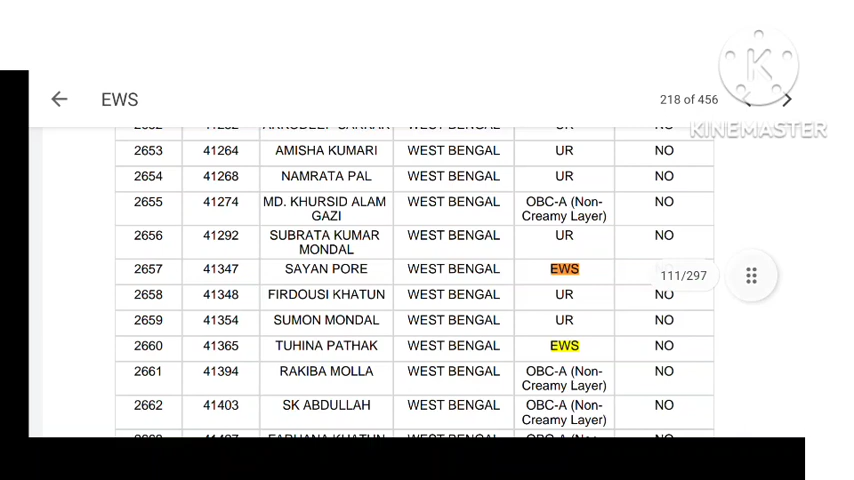 EWS
218 of 456
KINEMASTER
2653 41264 AMISHA KUMARI WEST BENGAL UR NO
2654 41268 NAMRATA PAL WEST BENGAL UR NO
2655 41274 MD. KHURSID ALAM GAZI WEST BENGAL OBC-A (Non-Creamy Layer) NO
2656 41292 SUBRATA KUMAR MONDAL WEST BENGAL UR NO
2657 41347 SAYAN PORE WEST BENGAL EWS
111/297
2658 41348 FIRDOUSI KHATUN WEST BENGAL UR NO
2659 41354 SUMON MONDAL WEST BENGAL UR NO
2660 41365 TUHINA PATHAK WEST BENGAL EWS NO
2661 41394 RAKIBA MOLLA WEST BENGAL OBC-A (Non-Creamy Layer) NO
2662 41403 SK ABDULLAH WEST BENGAL OBC-A (Non-Creamy Layer) NO